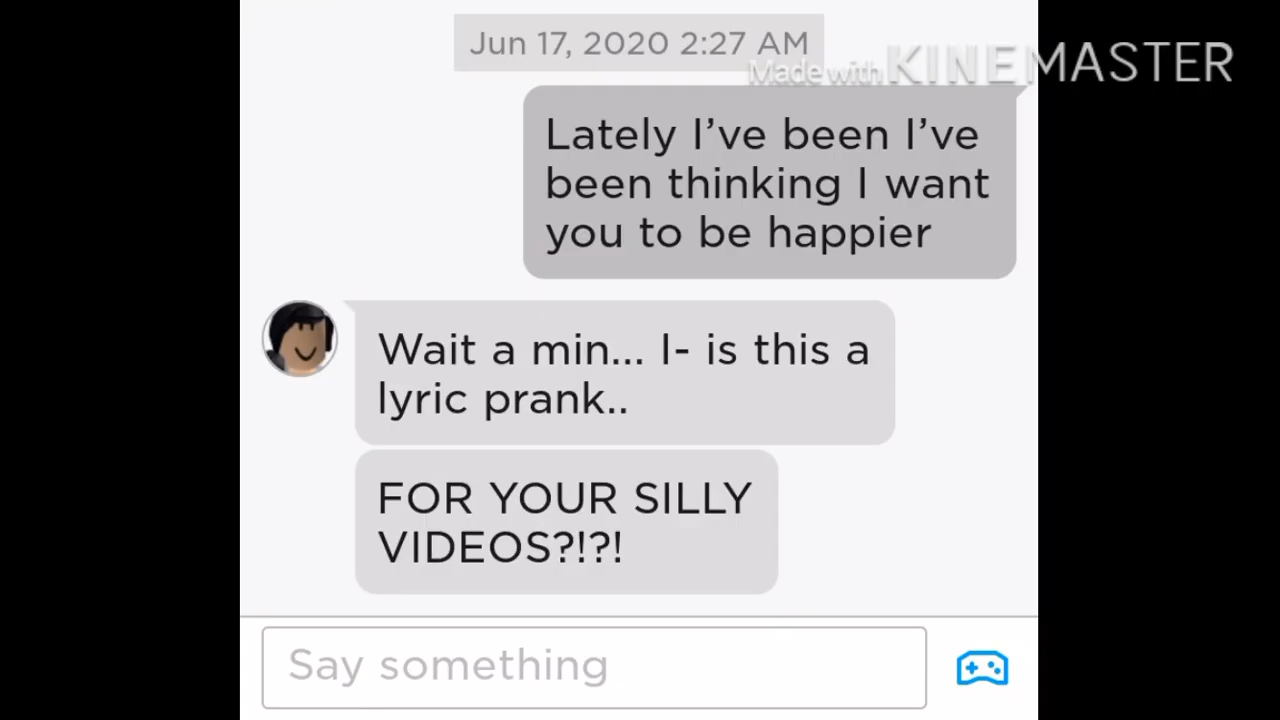 Jun 17, 2020 2:27 AM
Made with KINEMASTER
Lately I’ve been I’ve
been thinking I want
you to be happier
Wait a min... I- is this a
lyric prank..
FOR YOUR SILLY
VIDEOS?!?!
Say something